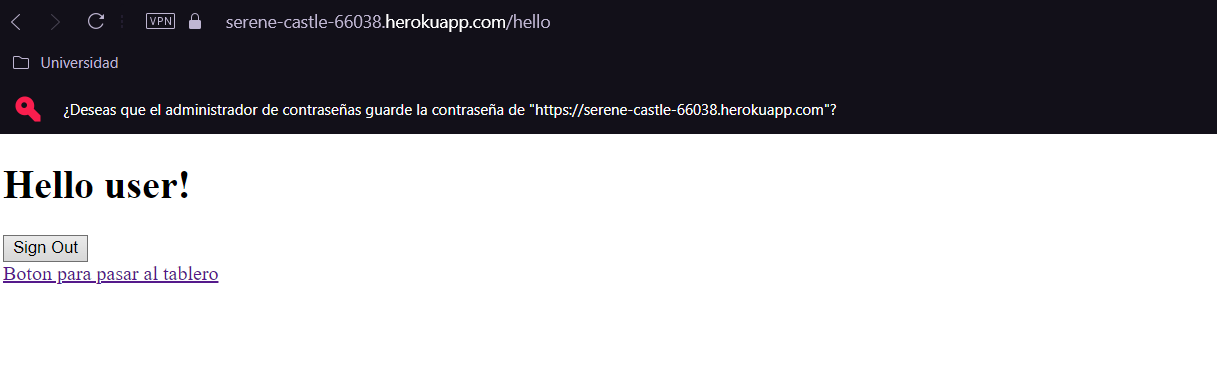 VPN serene-castle-66038.herokuapp.com/hello
Universidad
¿Deseas que el administrador de contraseñas guarde la contraseña de "https://serene-castle-66038.herokuapp.com"?
Hello user!
Sign Out
Boton para pasar al tablero